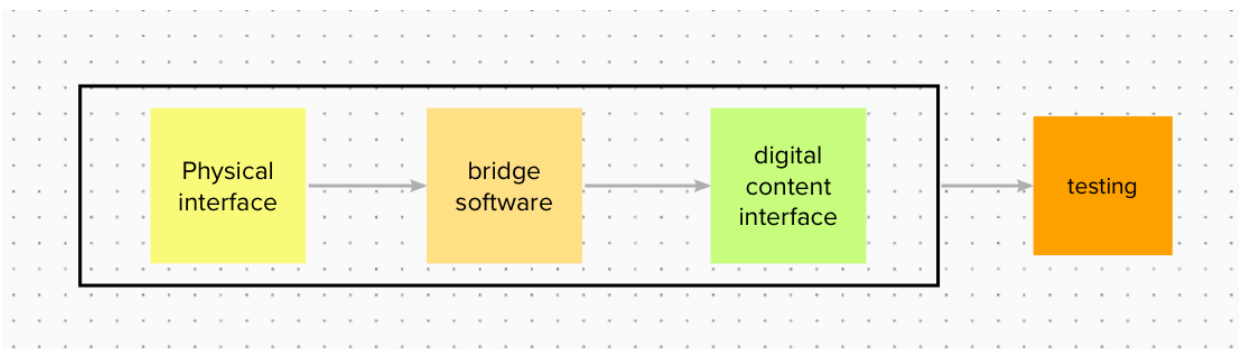 Physical
interface
bridge
software
digital
content
interface
testing